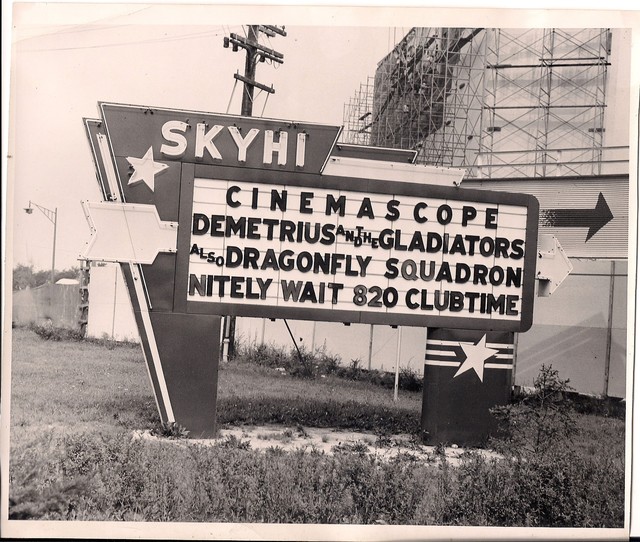 SKYHI
CINEMASCOPE
DEMETRIUS AND THE GLADIATORS
ALSO DRAGONFLY SQUADRON
NITELY WAIT 820 CLUBTIME